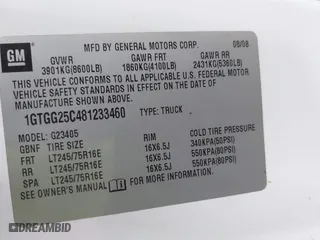 GM
MFD BY GENERAL MOTORS CORP. 08/08
GVWR GAWR FRT GAWR RR
3901KG(8600LB) 1860KG(4100LB) 2431KG(5360LB)
THIS VEHICLE CONFORMS TO ALL APPLICABLE U.S. FEDERAL MOTOR
VEHICLE SAFETY STANDARDS IN EFFECT ON THE DATE OF
MANUFACTURE SHOWN ABOVE.
1GTGG25C481233460 TYPE: TRUCK
G23405
GBNF TIRE SIZE RIM COLD TIRE PRESSURE
FRT LT245/75R16E 16X6.5J 340KPA(50PSI)
RR LT245/75R16E 16X6.5J 550KPA(80PSI)
SPA LT245/75R16E 16X6.5J 550KPA(80PSI)
SEE OWNER'S MANUAL FOR ADDITIONAL INFORMATION.
DREAMBID